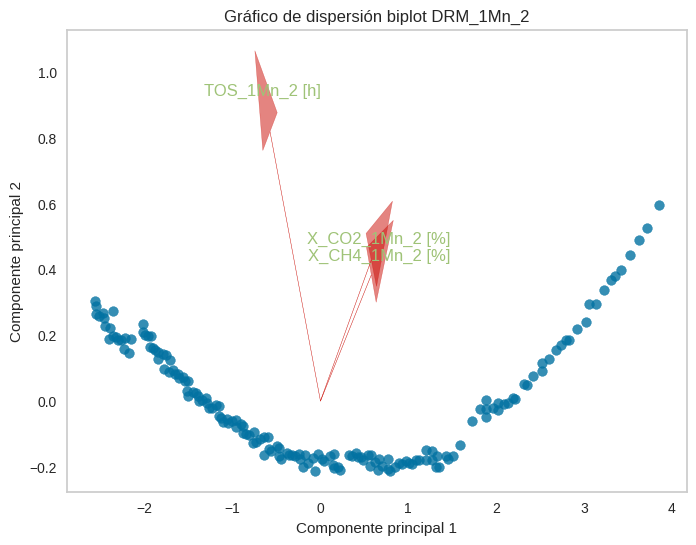 Gráfico de dispersión biplot DRM_1Mn_2
Componente principal 2
1.0
0.8
0.6
0.4
0.2
0.0
−0.2
TOS_1Mn_2 [h]
X_CO2_1Mn_2 [%]
X_CH4_1Mn_2 [%]
−2
−1
0
1
2
3
4
Componente principal 1